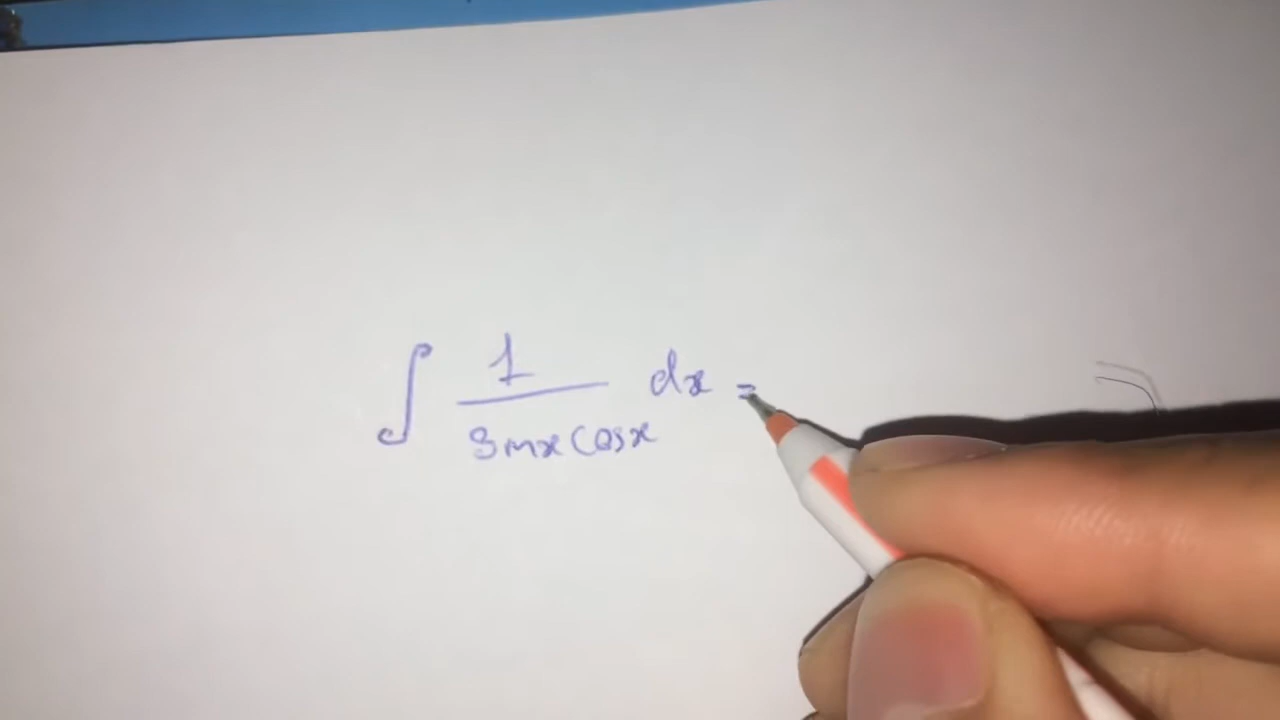 ∫ 1/(sinx cosx) dx =